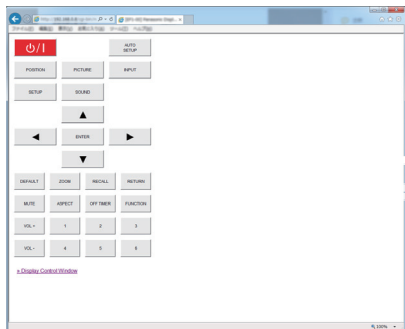 AUTO SETUP
POSITION PICTURE INPUT
SETUP SOUND
ENTER
DEFAULT ZOOM RECALL RETURN
MUTE ASPECT OFF TIMER FUNCTION
VOL + 1 2 3
VOL - 4 5 6
» Display Control Window
100%